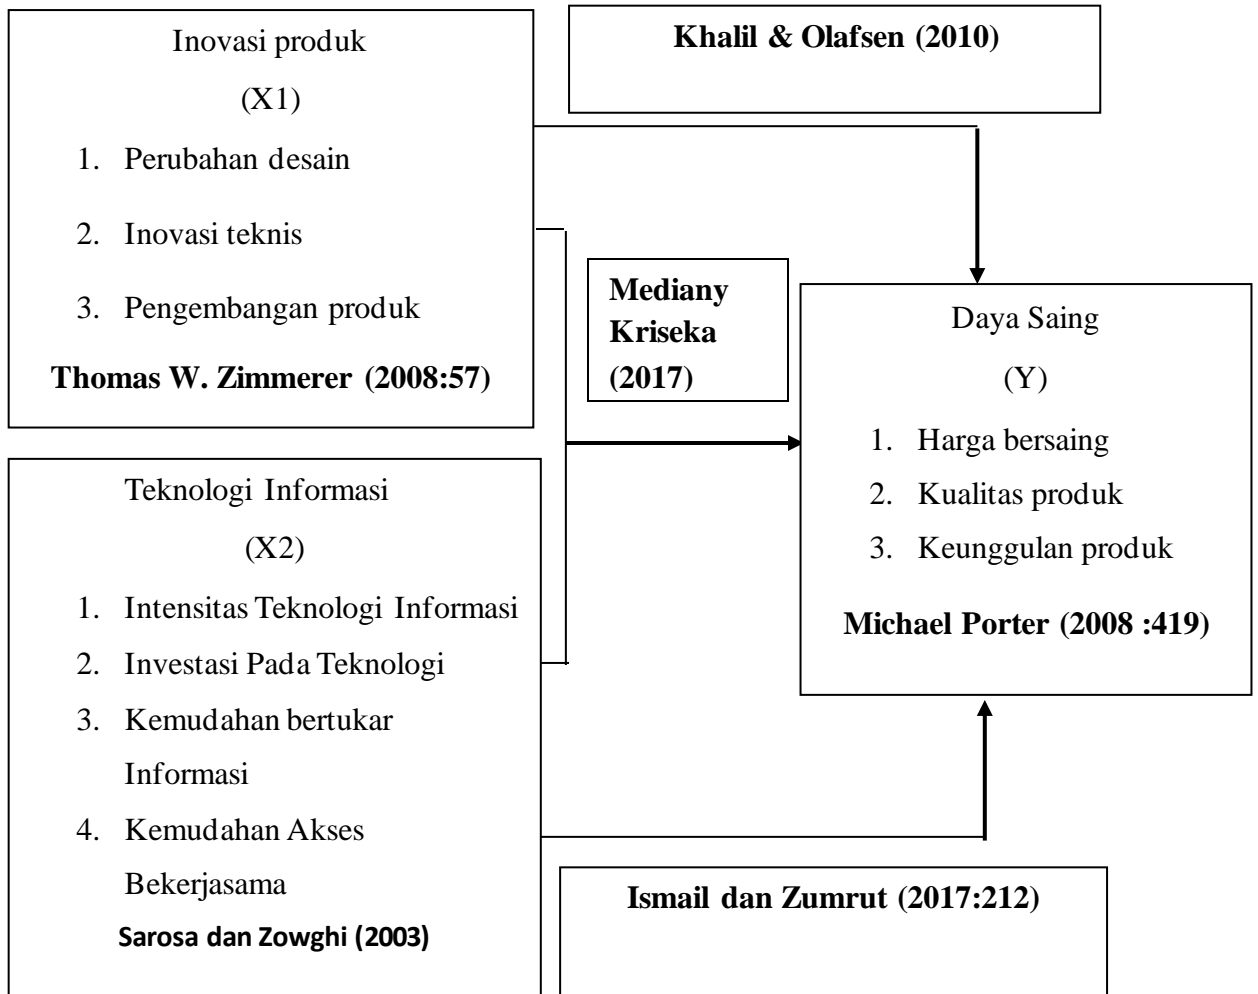 Inovasi produk
(X1)
1. Perubahan desain
2. Inovasi teknis
3. Pengembangan produk
Thomas W. Zimmerer (2008:57)
Khalil & Olafsen (2010)
Mediany
Kriseka
(2017)
Daya Saing
(Y)
1. Harga bersaing
2. Kualitas produk
3. Keunggulan produk
Michael Porter (2008 :419)
Teknologi Informasi
(X2)
1. Intensitas Teknologi Informasi
2. Investasi Pada Teknologi
3. Kemudahan bertukar
Informasi
4. Kemudahan Akses
Bekerjasama
Sarosa dan Zowghi (2003)
Ismail dan Zumrut (2017:212)